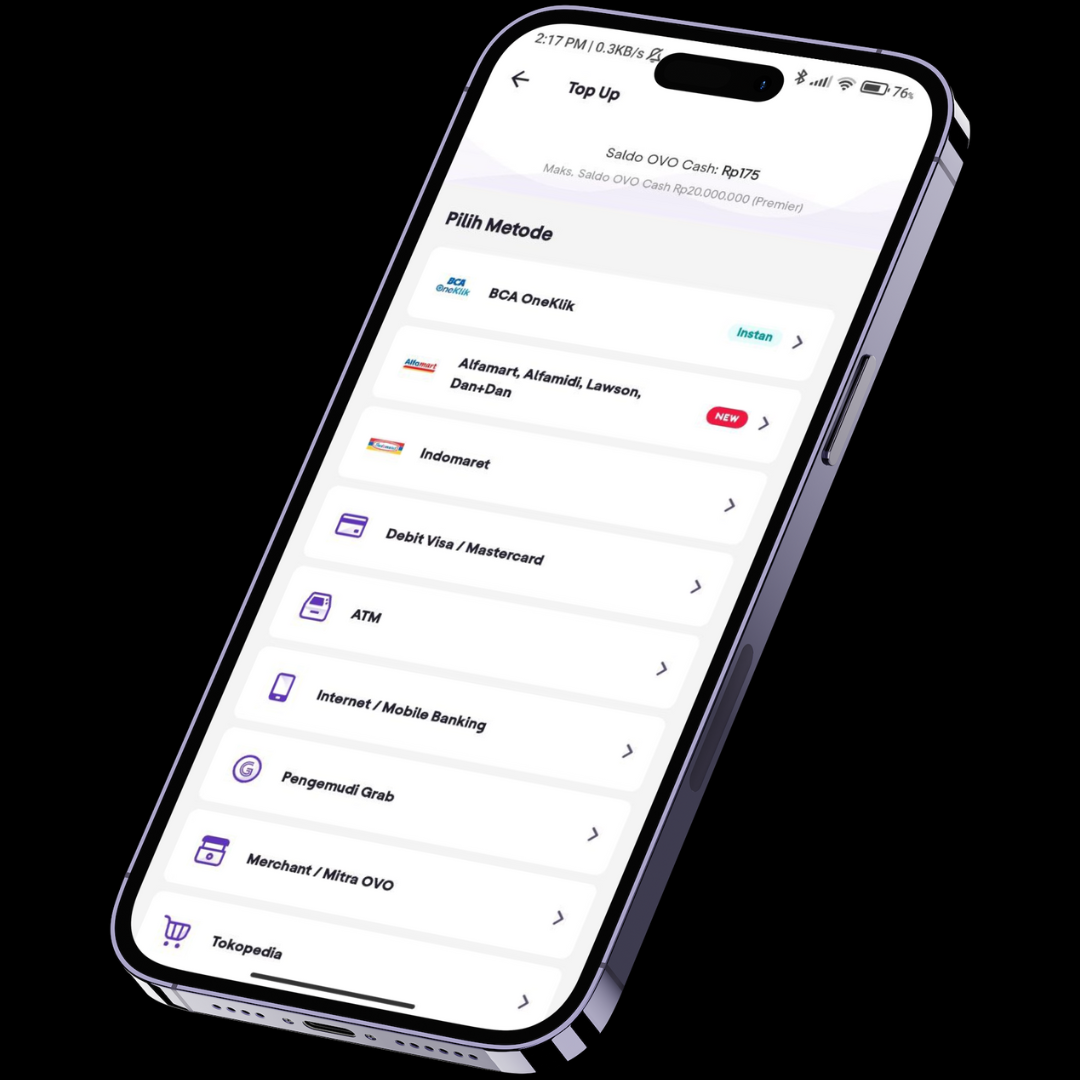 2:17 PM | 0.3KB/s
76%
Top Up
Saldo OVO Cash: Rp175
Maks. Saldo OVO Cash Rp20.000.000 (Premier)
Pilih Metode
BCA
OneKlik
BCA OneKlik
Instan
Alfamart
Alfamart, Alfamidi, Lawson,
Dan+Dan
NEW
Indomaret
Indomaret
Debit Visa / Mastercard
ATM
Internet / Mobile Banking
G
Pengemudi Grab
Merchant / Mitra OVO
Tokopedia